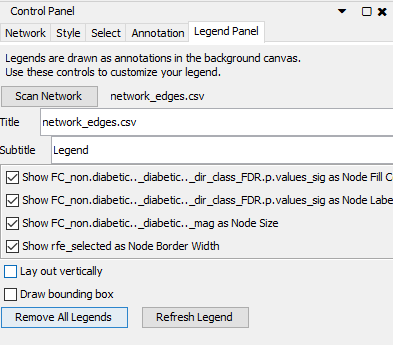 Control Panel
Network Style Select Annotation Legend Panel
Legends are drawn as annotations in the background canvas.
Use these controls to customize your legend.
Scan Network network_edges.csv
Title network_edges.csv
Subtitle Legend
Show FC_non.diabetic.._diabetic.._dir_class_FDR.p.values_sig as Node Fill C
Show FC_non.diabetic.._diabetic.._dir_class_FDR.p.values_sig as Node Labe
Show FC_non.diabetic.._diabetic.._mag as Node Size
Show rfe_selected as Node Border Width
Lay out vertically
Draw bounding box
Remove All Legends Refresh Legend